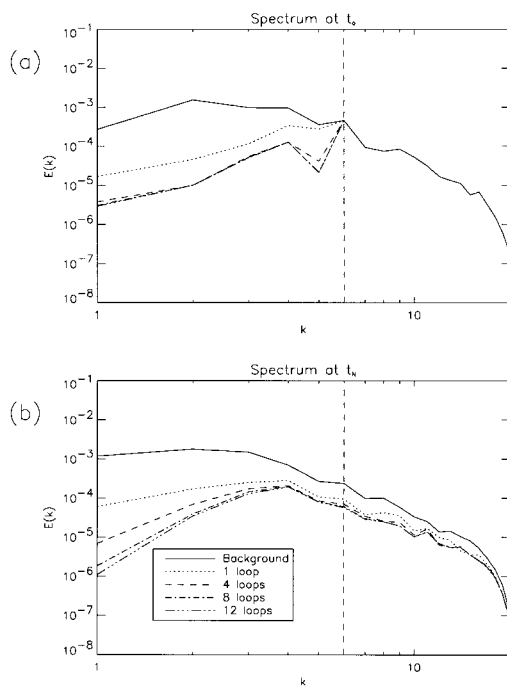 Spectrum at t₀
(a)
10⁻¹
10⁻²
10⁻³
10⁻⁴
10⁻⁵
10⁻⁶
10⁻⁷
10⁻⁸
E(k)
1
10
k
Spectrum at t_N
(b)
10⁻¹
10⁻²
10⁻³
10⁻⁴
10⁻⁵
10⁻⁶
10⁻⁷
10⁻⁸
E(k)
Background
1 loop
4 loops
8 loops
12 loops
1
10
k